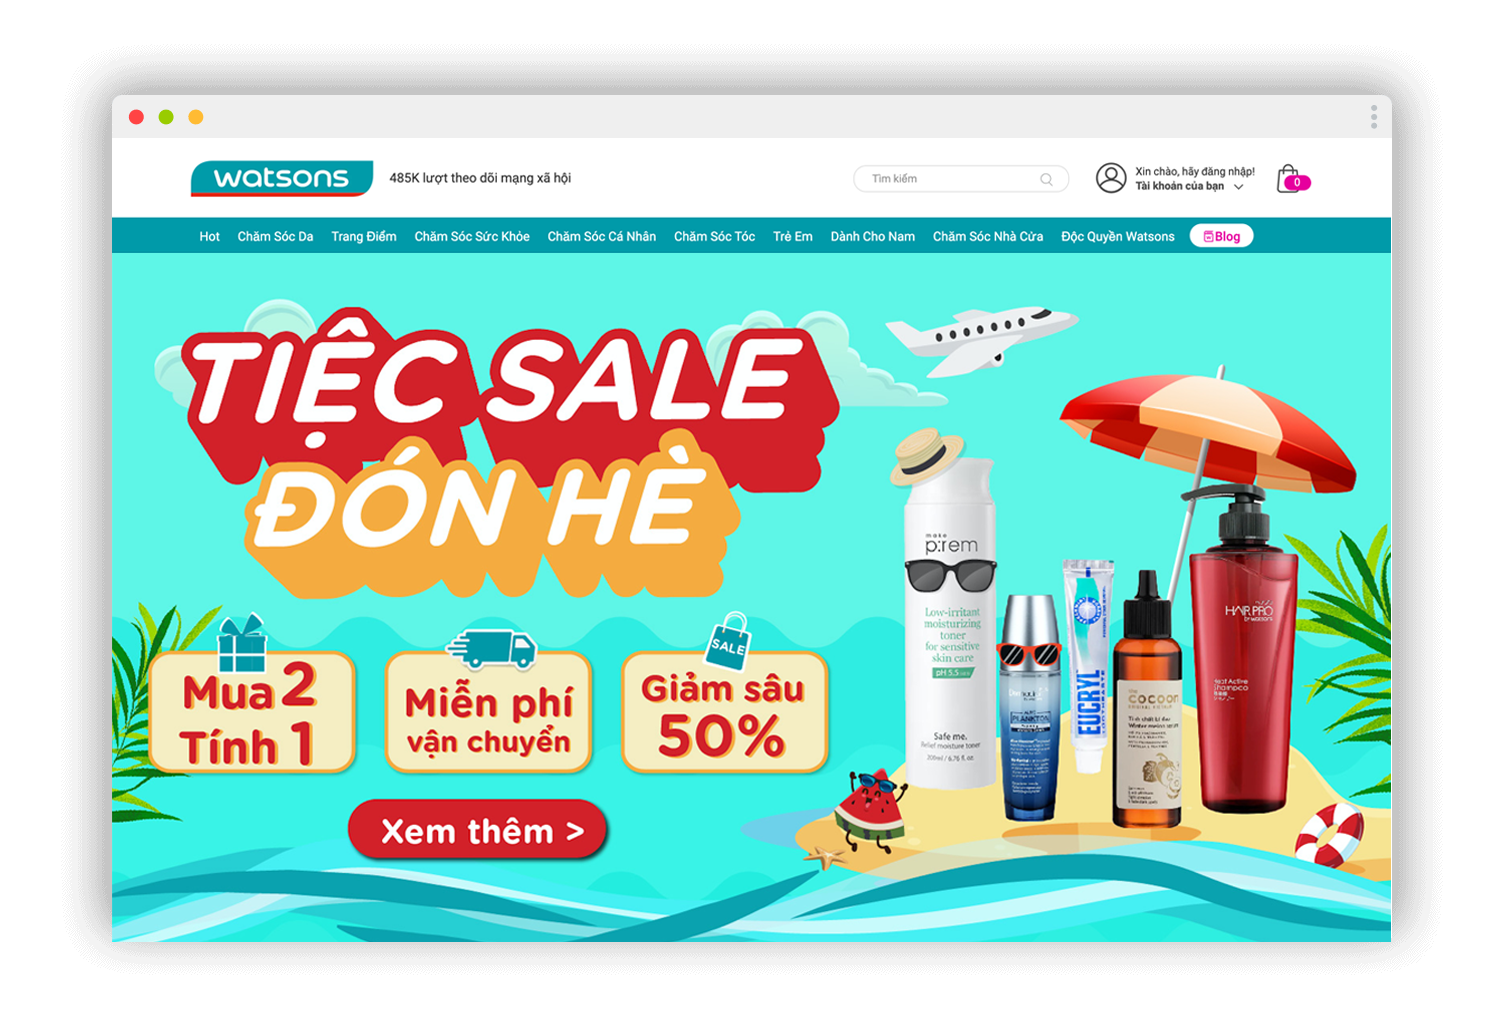 watsons
485K lượt theo dõi mạng xã hội
Tìm kiếm
Xin chào, hãy đăng nhập!
Tài khoản của bạn
0
Hot Chăm Sóc Da Trang Điểm Chăm Sóc Sức Khỏe Chăm Sóc Cá Nhân Chăm Sóc Tóc Trẻ Em Dành Cho Nam Chăm Sóc Nhà Cửa Độc Quyền Watsons Blog
TIỆC SALE
ĐÓN HÈ
Mua 2
Tính 1
Miễn phí
vận chuyển
SALE
Giảm sâu
50%
Xem thêm >
make
p:rem
Low-irritant
moisturizing
toner
for sensitive
skin care
pH 5.5
Safe me.
Relief moisture toner
200ml / 6.76 fl. oz
PLANKTON
EUCRYL
TOOTHPASTE
cocoon
HAIR PRO
by watsons
Shampoo